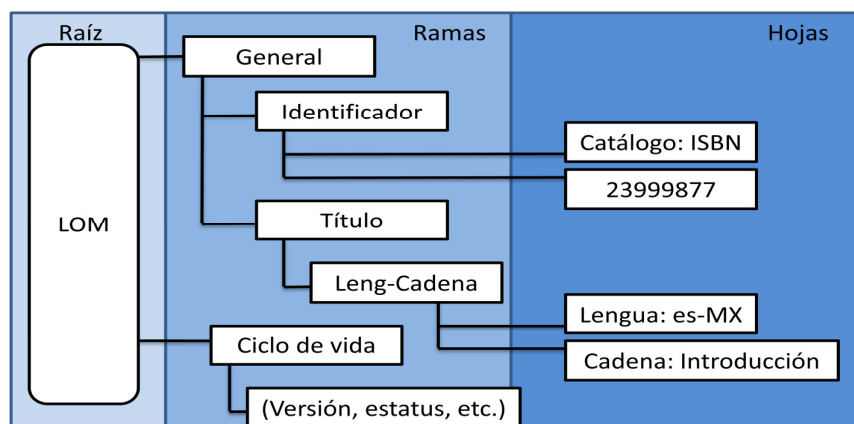 Raíz
Ramas
Hojas
General
Identificador
Catálogo: ISBN
23999877
LOM
Título
Leng-Cadena
Lengua: es-MX
Ciclo de vida
Cadena: Introducción
(Versión, estatus, etc.)